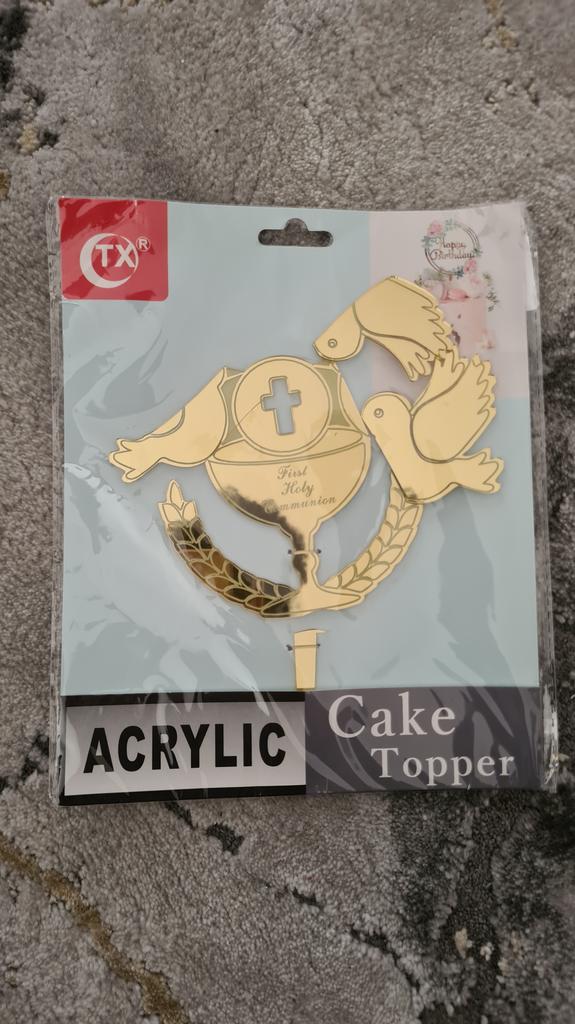 TX®
Happy
Birthday
First
Holy
Communion
ACRYLIC
Cake
Topper